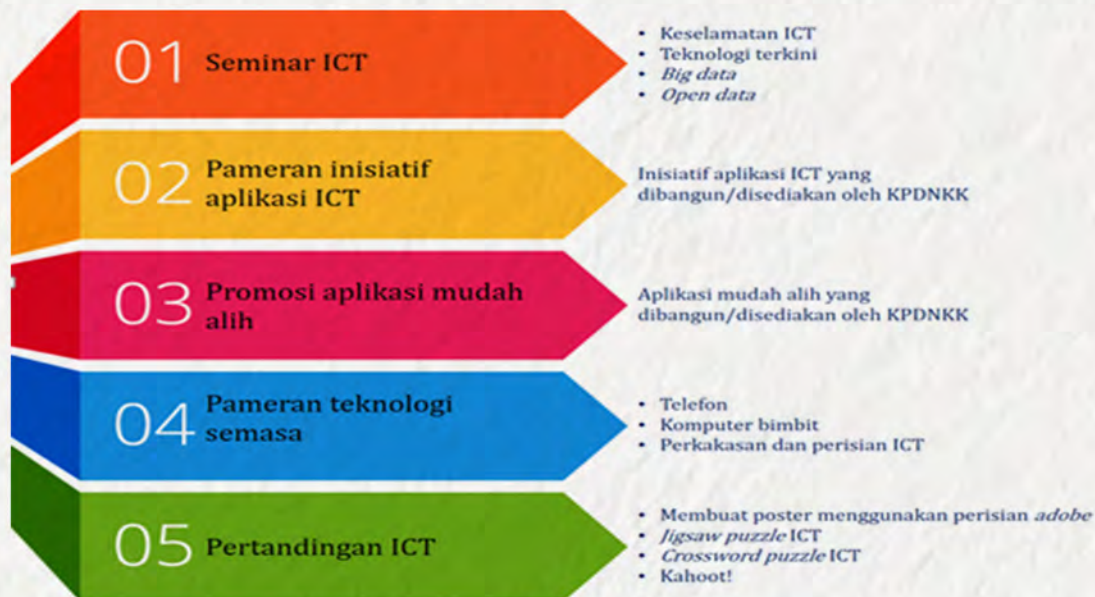 01 Seminar ICT
• Keselamatan ICT
• Teknologi terkini
• Big data
• Open data
02 Pameran inisiatif
aplikasi ICT
Inisiatif aplikasi ICT yang
dibangun/disediakan oleh KPDNKK
03 Promosi aplikasi mudah
alih
Aplikasi mudah alih yang
dibangun/disediakan oleh KPDNKK
04 Pameran teknologi
semasa
• Telefon
• Komputer bimbit
• Perkakasan dan perisian ICT
05 Pertandingan ICT
• Membuat poster menggunakan perisian adobe
• Jigsaw puzzle ICT
• Crossword puzzle ICT
• Kahoot!